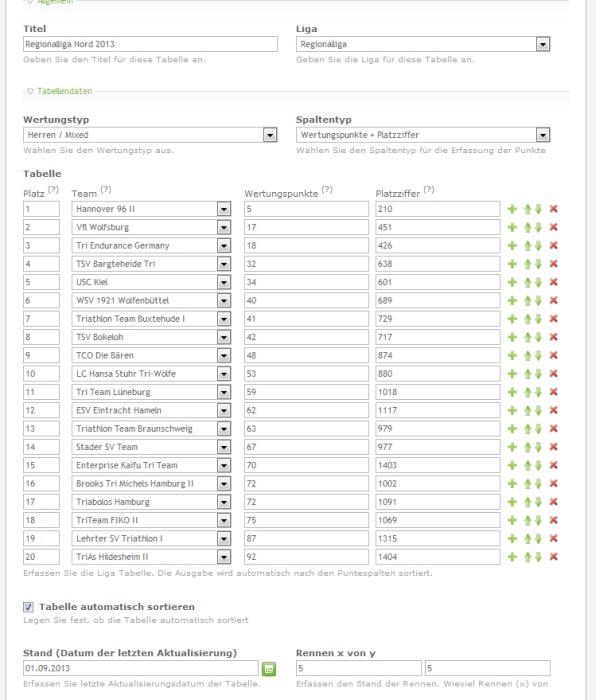 Allgemein
Titel Liga
Regionalliga Nord 2013 Regionalliga
Geben Sie den Titel für diese Tabelle an. Geben Sie die Liga für diese Tabelle an.
Tabellendaten
Wertungstyp Spaltentyp
Herren / Mixed Wertungspunkte + Platzziffer
Wählen Sie den Wertungstyp aus. Wählen Sie den Spaltentyp für die Erfassung der Punkte
Tabelle
Platz (?) Team (?) Wertungspunkte (?) Platzziffer (?)
1 Hannover 96 II 5 210
2 Vfl Wolfsburg 17 451
3 Tri Endurance Germany 18 426
4 TSV Bargteheide Tri 32 638
5 USC Kiel 34 601
6 WSV 1921 Wolfenbüttel 40 689
7 Triathlon Team Buxtehude I 41 729
8 TSV Bokeloh 42 717
9 TCO Die Bären 48 874
10 LC Hansa Stuhr Tri-Wölfe 53 880
11 Tri Team Lüneburg 59 1018
12 ESV Eintracht Hameln 62 1117
13 Triathlon Team Braunschweig 63 979
14 Stader SV Team 67 977
15 Enterprise Kaifu Tri Team 70 1403
16 Brooks Tri Michels Hamburg II 72 1002
17 Triabolos Hamburg 72 1091
18 TriTeam FIKO II 75 1069
19 Lehrter SV Triathlon I 87 1315
20 TriAs Hildesheim II 92 1404
Erfassen Sie die Liga Tabelle. Die Ausgabe wird automatisch nach den Puntespalten sortiert.
Tabelle automatisch sortieren
Legen Sie fest, ob die Tabelle automatisch sortiert
Stand (Datum der letzten Aktualisierung) Rennen x von y
01.09.2013 5 5
Erfassen Sie letzte Aktualisierungsdatum der Tabelle. Erfassen den Stand der Rennen. Wieviel Rennen (x) von